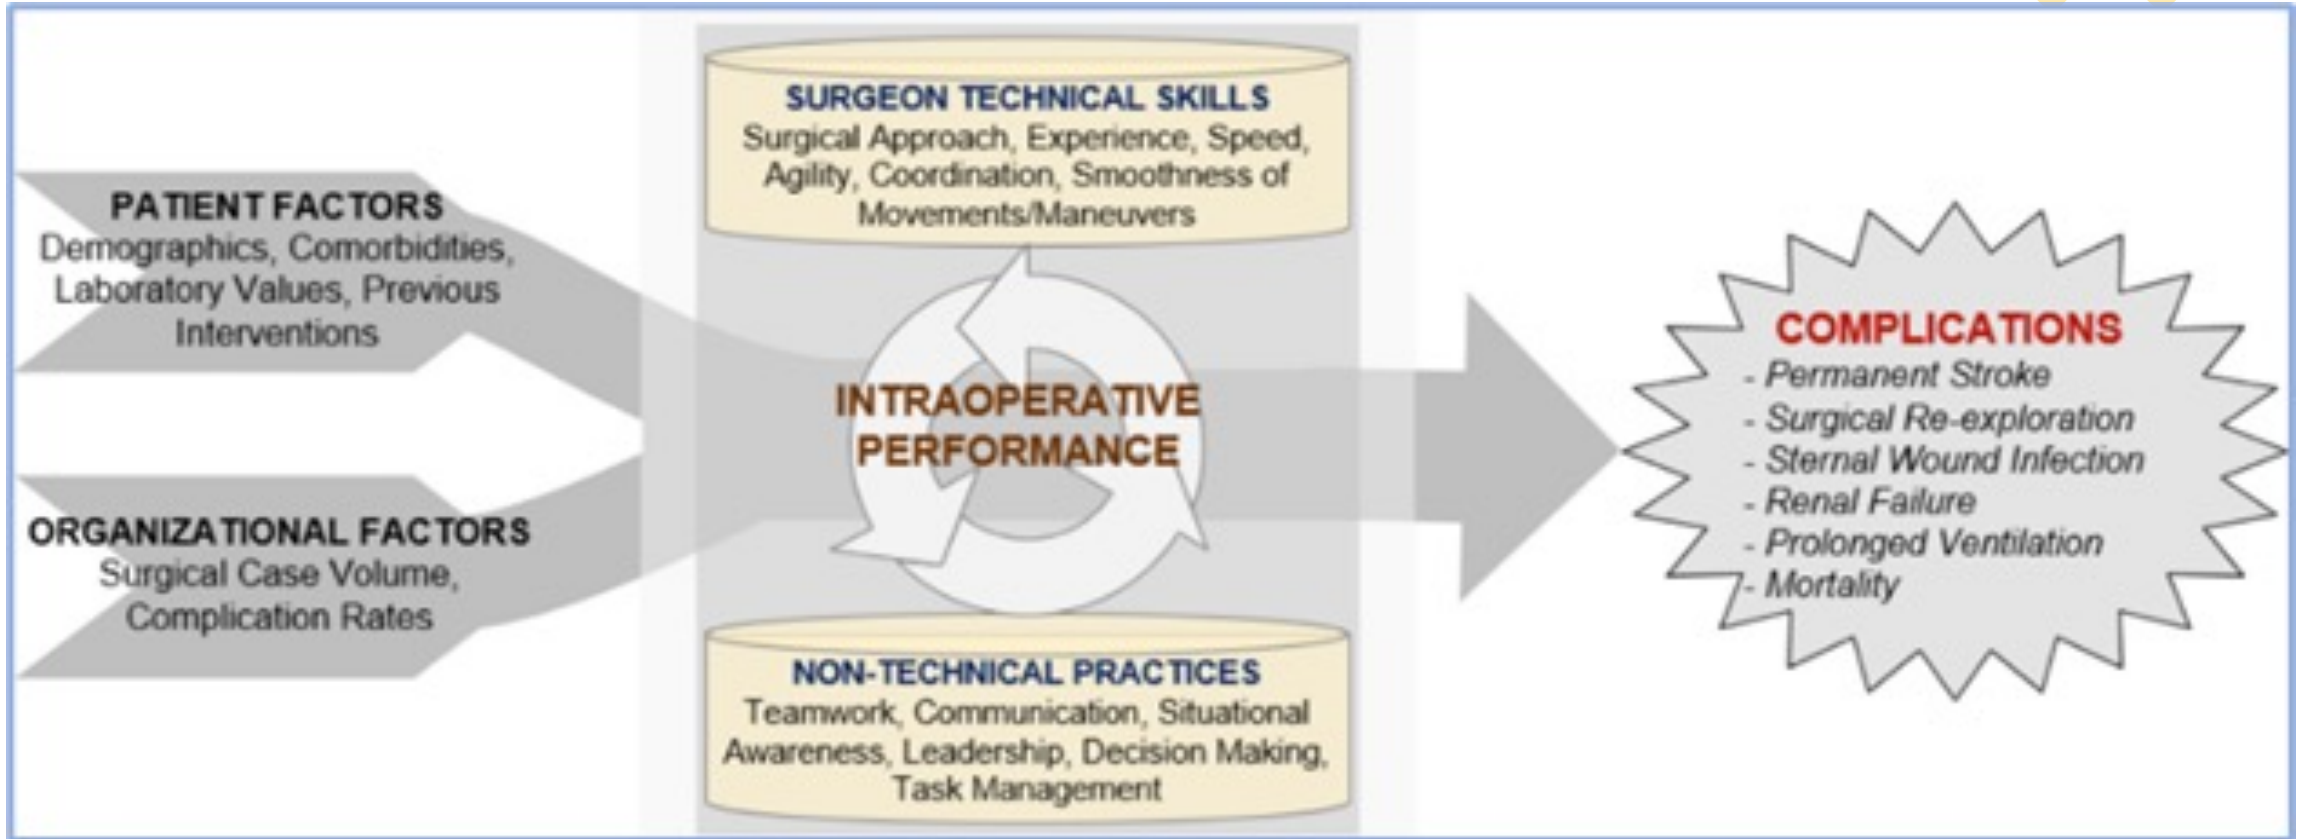 PATIENT FACTORS
Demographics, Comorbidities,
Laboratory Values, Previous
Interventions
ORGANIZATIONAL FACTORS
Surgical Case Volume,
Complication Rates
SURGEON TECHNICAL SKILLS
Surgical Approach, Experience, Speed,
Agility, Coordination, Smoothness of
Movements/Maneuvers
INTRAOPERATIVE
PERFORMANCE
NON-TECHNICAL PRACTICES
Teamwork, Communication, Situational
Awareness, Leadership, Decision Making,
Task Management
COMPLICATIONS
- Permanent Stroke
- Surgical Re-exploration
- Sternal Wound Infection
- Renal Failure
- Prolonged Ventilation
- Mortality